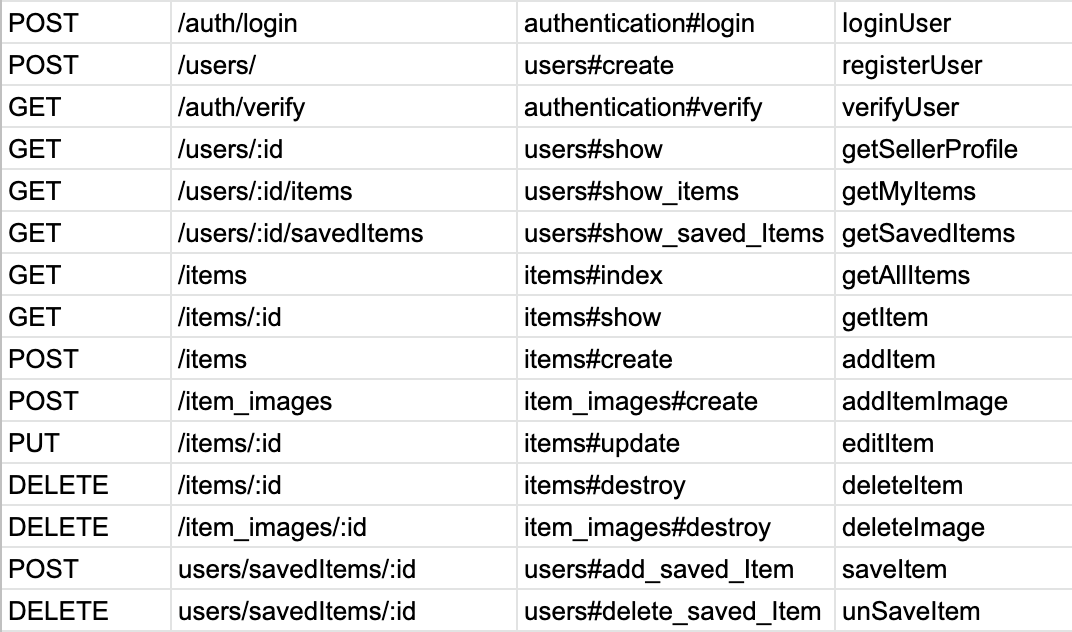 POST /auth/login authentication#login loginUser
POST /users/ users#create registerUser
GET /auth/verify authentication#verify verifyUser
GET /users/:id users#show getSellerProfile
GET /users/:id/items users#show_items getMyItems
GET /users/:id/savedItems users#show_saved_Items getSavedItems
GET /items items#index getAllItems
GET /items/:id items#show getItem
POST /items items#create addItem
POST /item_images item_images#create addItemImage
PUT /items/:id items#update editItem
DELETE /items/:id items#destroy deleteItem
DELETE /item_images/:id item_images#destroy deleteImage
POST users/savedItems/:id users#add_saved_Item saveItem
DELETE users/savedItems/:id users#delete_saved_Item unSaveItem